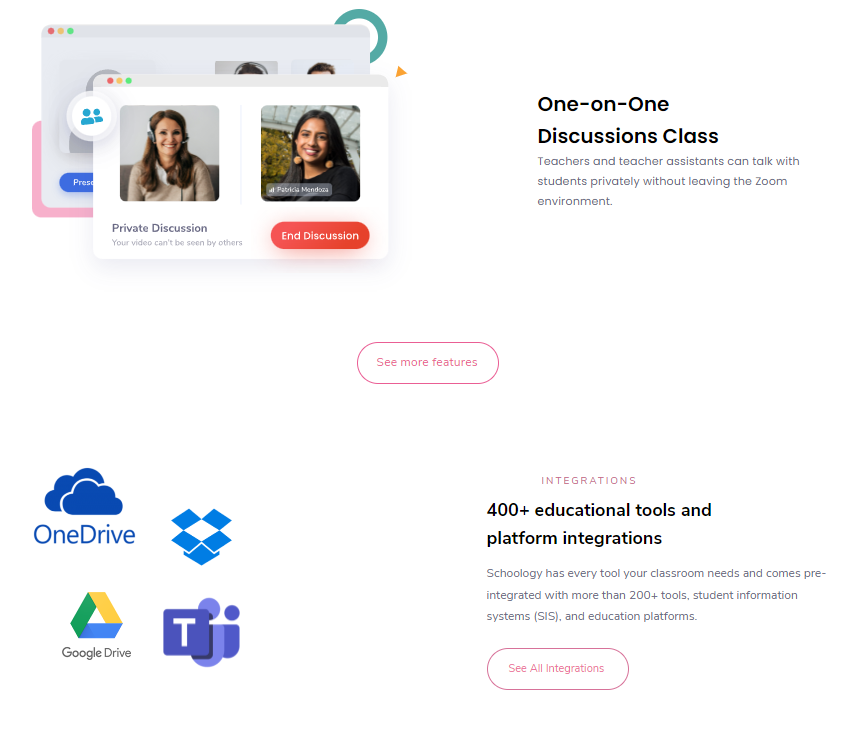 Prese
Patricia Mendoza
Private Discussion
Your video can't be seen by others
End Discussion
One-on-One
Discussions Class
Teachers and teacher assistants can talk with
students privately without leaving the Zoom
environment.
See more features
OneDrive
Google Drive
T
INTEGRATIONS
400+ educational tools and
platform integrations
Schoology has every tool your classroom needs and comes pre-
integrated with more than 200+ tools, student information
systems (SIS), and education platforms.
See All Integrations